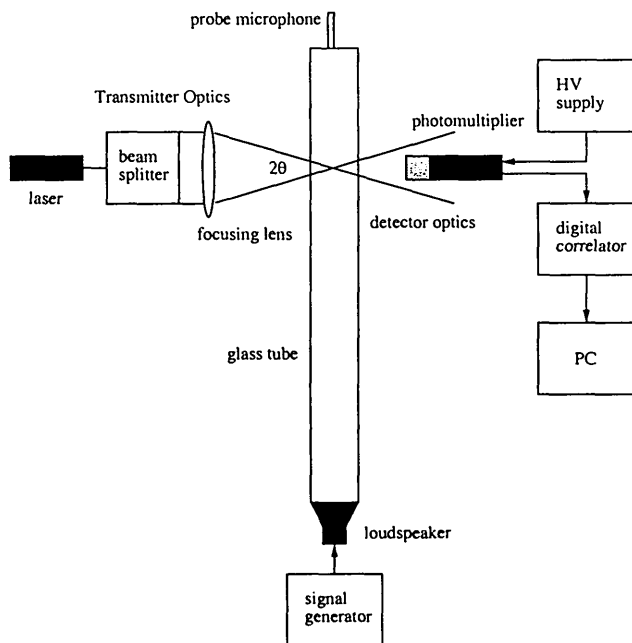 probe microphone
Transmitter Optics
HV
supply
photomultiplier
beam
splitter
2θ
laser
focusing lens
detector optics
digital
correlator
glass tube
PC
loudspeaker
signal
generator